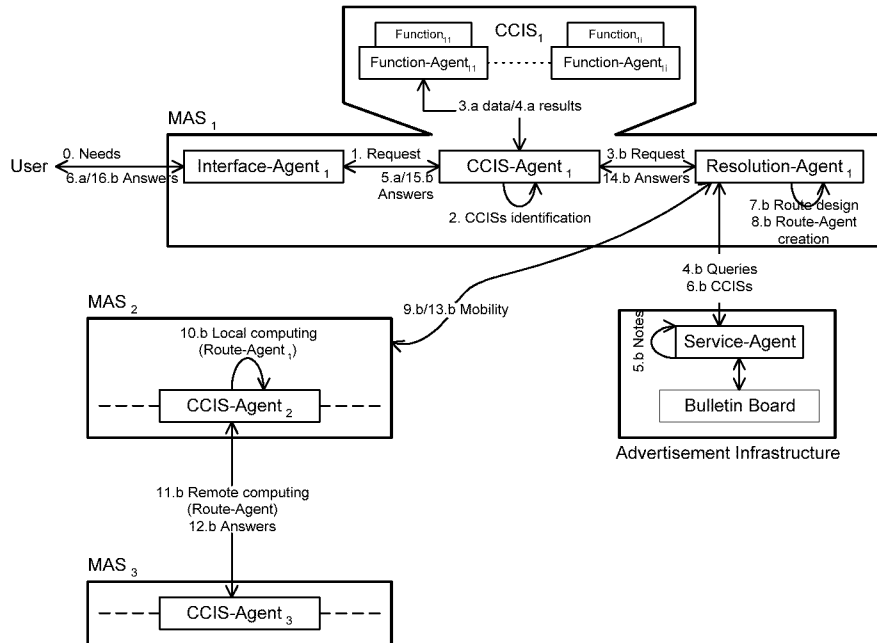 CCIS₁
Function₁₁
Function₁ᵢ
Function-Agent₁₁
Function-Agent₁ᵢ
3.a data/4.a results
MAS ₁
User
0. Needs
6.a/16.b Answers
Interface-Agent ₁
1. Request
5.a/15.b
Answers
CCIS-Agent ₁
3.b Request
14.b Answers
Resolution-Agent ₁
2. CCISs identification
7.b Route design
8.b Route-Agent
creation
4.b Queries
6.b CCISs
9.b/13.b Mobility
MAS ₂
10.b Local computing
(Route-Agent ₁)
CCIS-Agent ₂
5.b Notes
Service-Agent
Bulletin Board
Advertisement Infrastructure
11.b Remote computing
(Route-Agent)
12.b Answers
MAS ₃
CCIS-Agent ₃